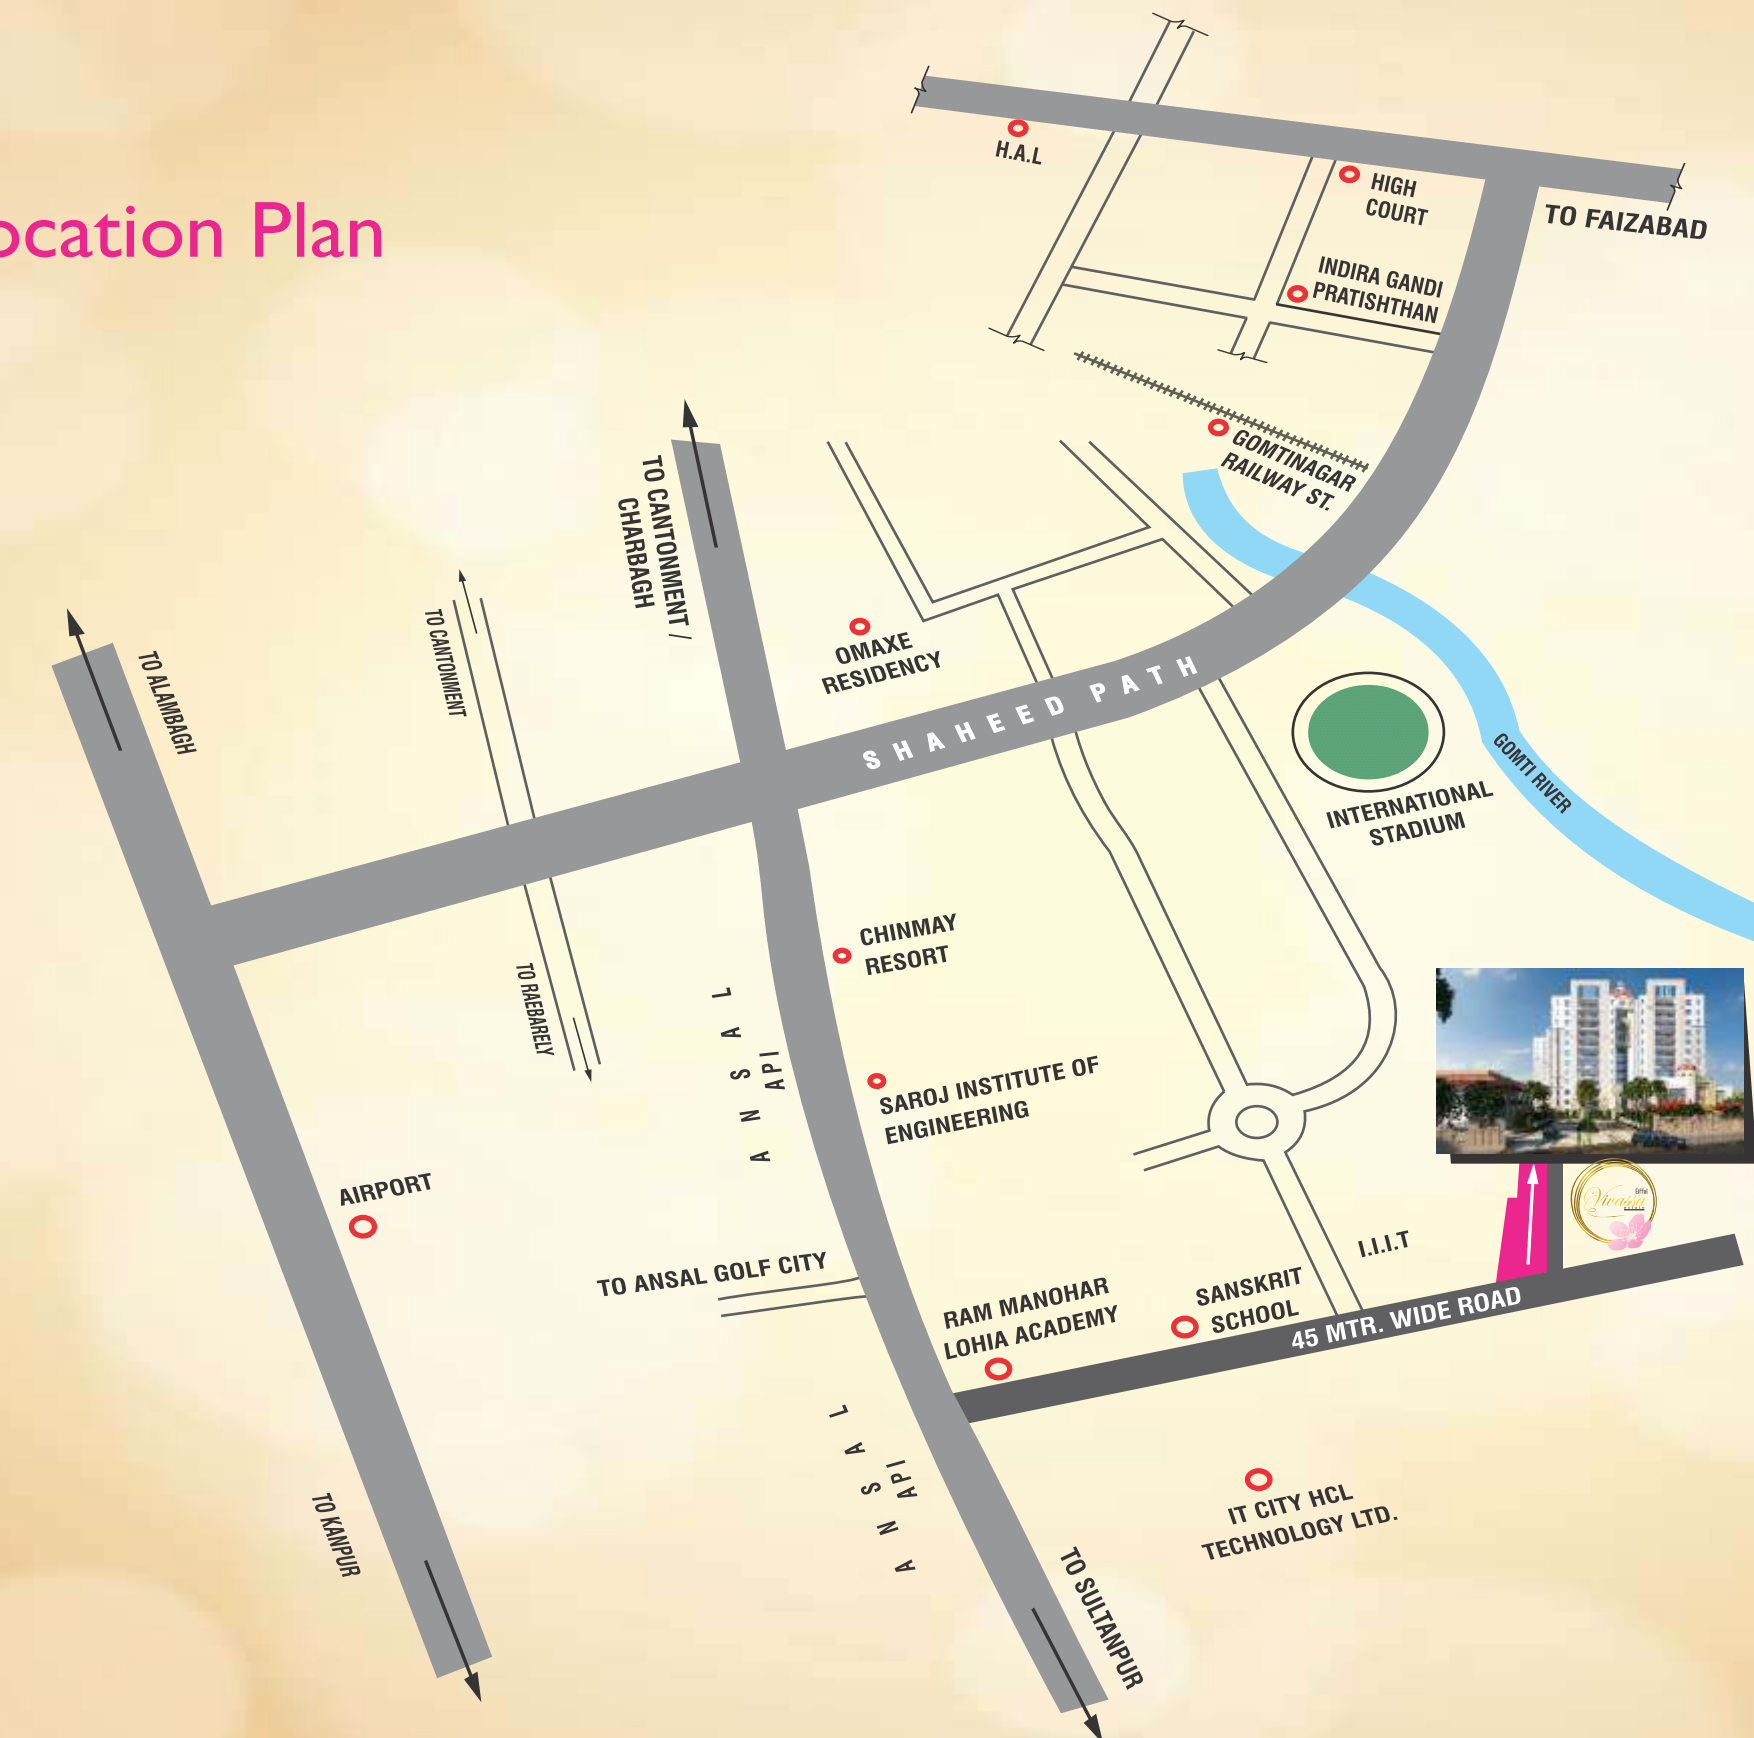 ocation Plan
H.A.L
HIGH
COURT
TO FAIZABAD
INDIRA GANDI
PRATISHTHAN
GOMTINAGAR
RAILWAY ST.
TO CANTONMENT /
CHARBAGH
TO CANTONMENT
TO ALAMBAGH
OMAXE
RESIDENCY
SHAHEED PATH
INTERNATIONAL
STADIUM
GOMTI RIVER
CHINMAY
RESORT
TO RAEBARELY
ANSAL
API
SAROJ INSTITUTE OF
ENGINEERING
AIRPORT
TO ANSAL GOLF CITY
RAM MANOHAR
LOHIA ACADEMY
SANSKRIT
SCHOOL
I.I.I.T
Eiffel
Vivassa
45 MTR. WIDE ROAD
ANSAL
API
IT CITY HCL
TECHNOLOGY LTD.
TO KANPUR
TO SULTANPUR